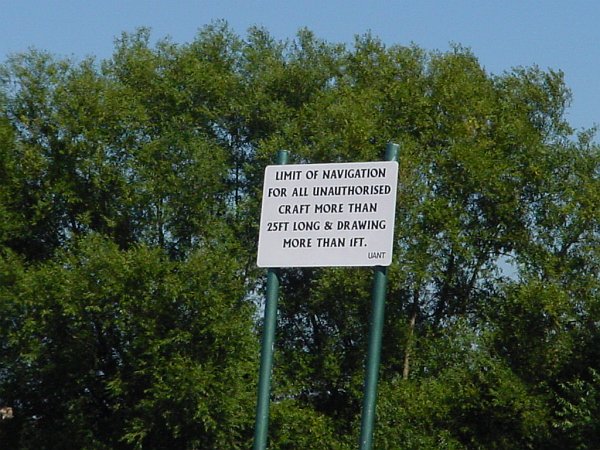 LIMIT OF NAVIGATION
FOR ALL UNAUTHORISED
CRAFT MORE THAN
25FT LONG & DRAWING
MORE THAN 1FT.
UANT